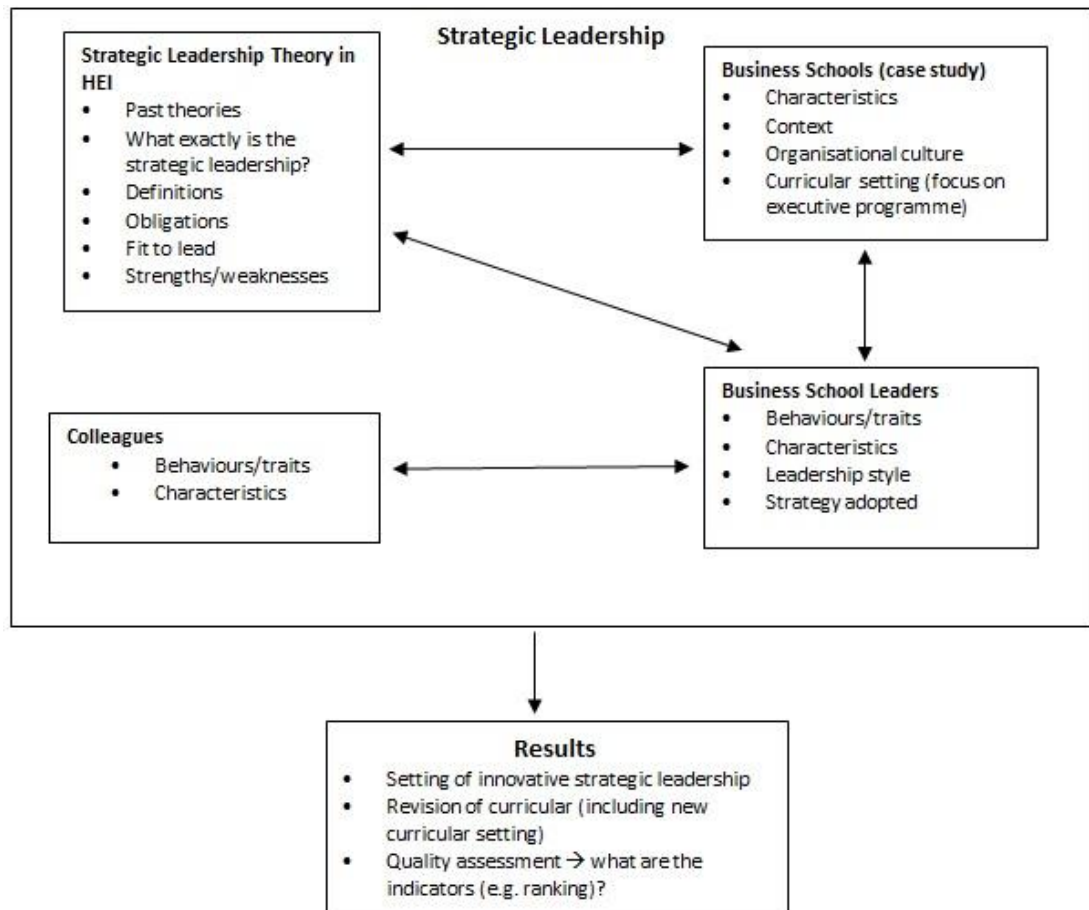 Strategic Leadership
Strategic Leadership Theory in
HEI
• Past theories
• What exactly is the
strategic leadership?
• Definitions
• Obligations
• Fit to lead
• Strengths/weaknesses
Business Schools (case study)
• Characteristics
• Context
• Organisational culture
• Curricular setting (focus on
executive programme)
Colleagues
• Behaviours/traits
• Characteristics
Business School Leaders
• Behaviours/traits
• Characteristics
• Leadership style
• Strategy adopted
Results
• Setting of innovative strategic leadership
• Revision of curricular (including new
curricular setting)
• Quality assessment → what are the
indicators (e.g. ranking)?